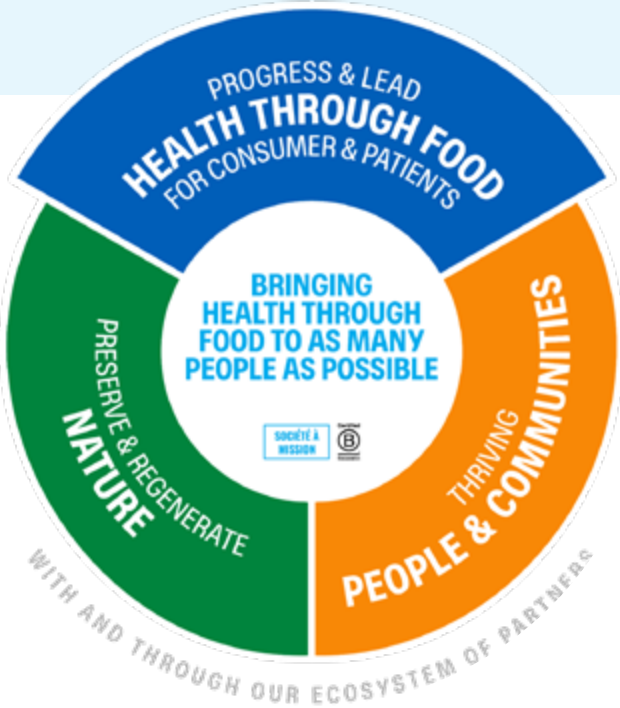 PROGRESS & LEAD
HEALTH THROUGH FOOD
FOR CONSUMER & PATIENTS
BRINGING
HEALTH THROUGH
FOOD TO AS MANY
PEOPLE AS POSSIBLE
SOCIÉTÉ À
MISSION
Certified
B
PRESERVE & REGENERATE
NATURE
THRIVING
PEOPLE & COMMUNITIES
WITH AND THROUGH OUR ECOSYSTEM OF PARTNERS